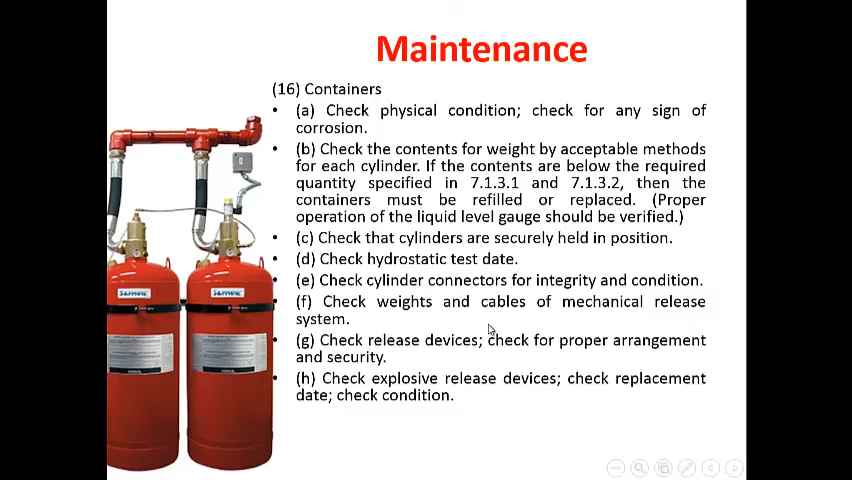 Maintenance
(16) Containers
• (a) Check physical condition; check for any sign of
corrosion.
• (b) Check the contents for weight by acceptable methods
for each cylinder. If the contents are below the required
quantity specified in 7.1.3.1 and 7.1.3.2, then the
containers must be refilled or replaced. (Proper
operation of the liquid level gauge should be verified.)
• (c) Check that cylinders are securely held in position.
• (d) Check hydrostatic test date.
• (e) Check cylinder connectors for integrity and condition.
• (f) Check weights and cables of mechanical release
system.
• (g) Check release devices; check for proper arrangement
and security.
• (h) Check explosive release devices; check replacement
date; check condition.
SAPPHIRE
SAPPHIRE